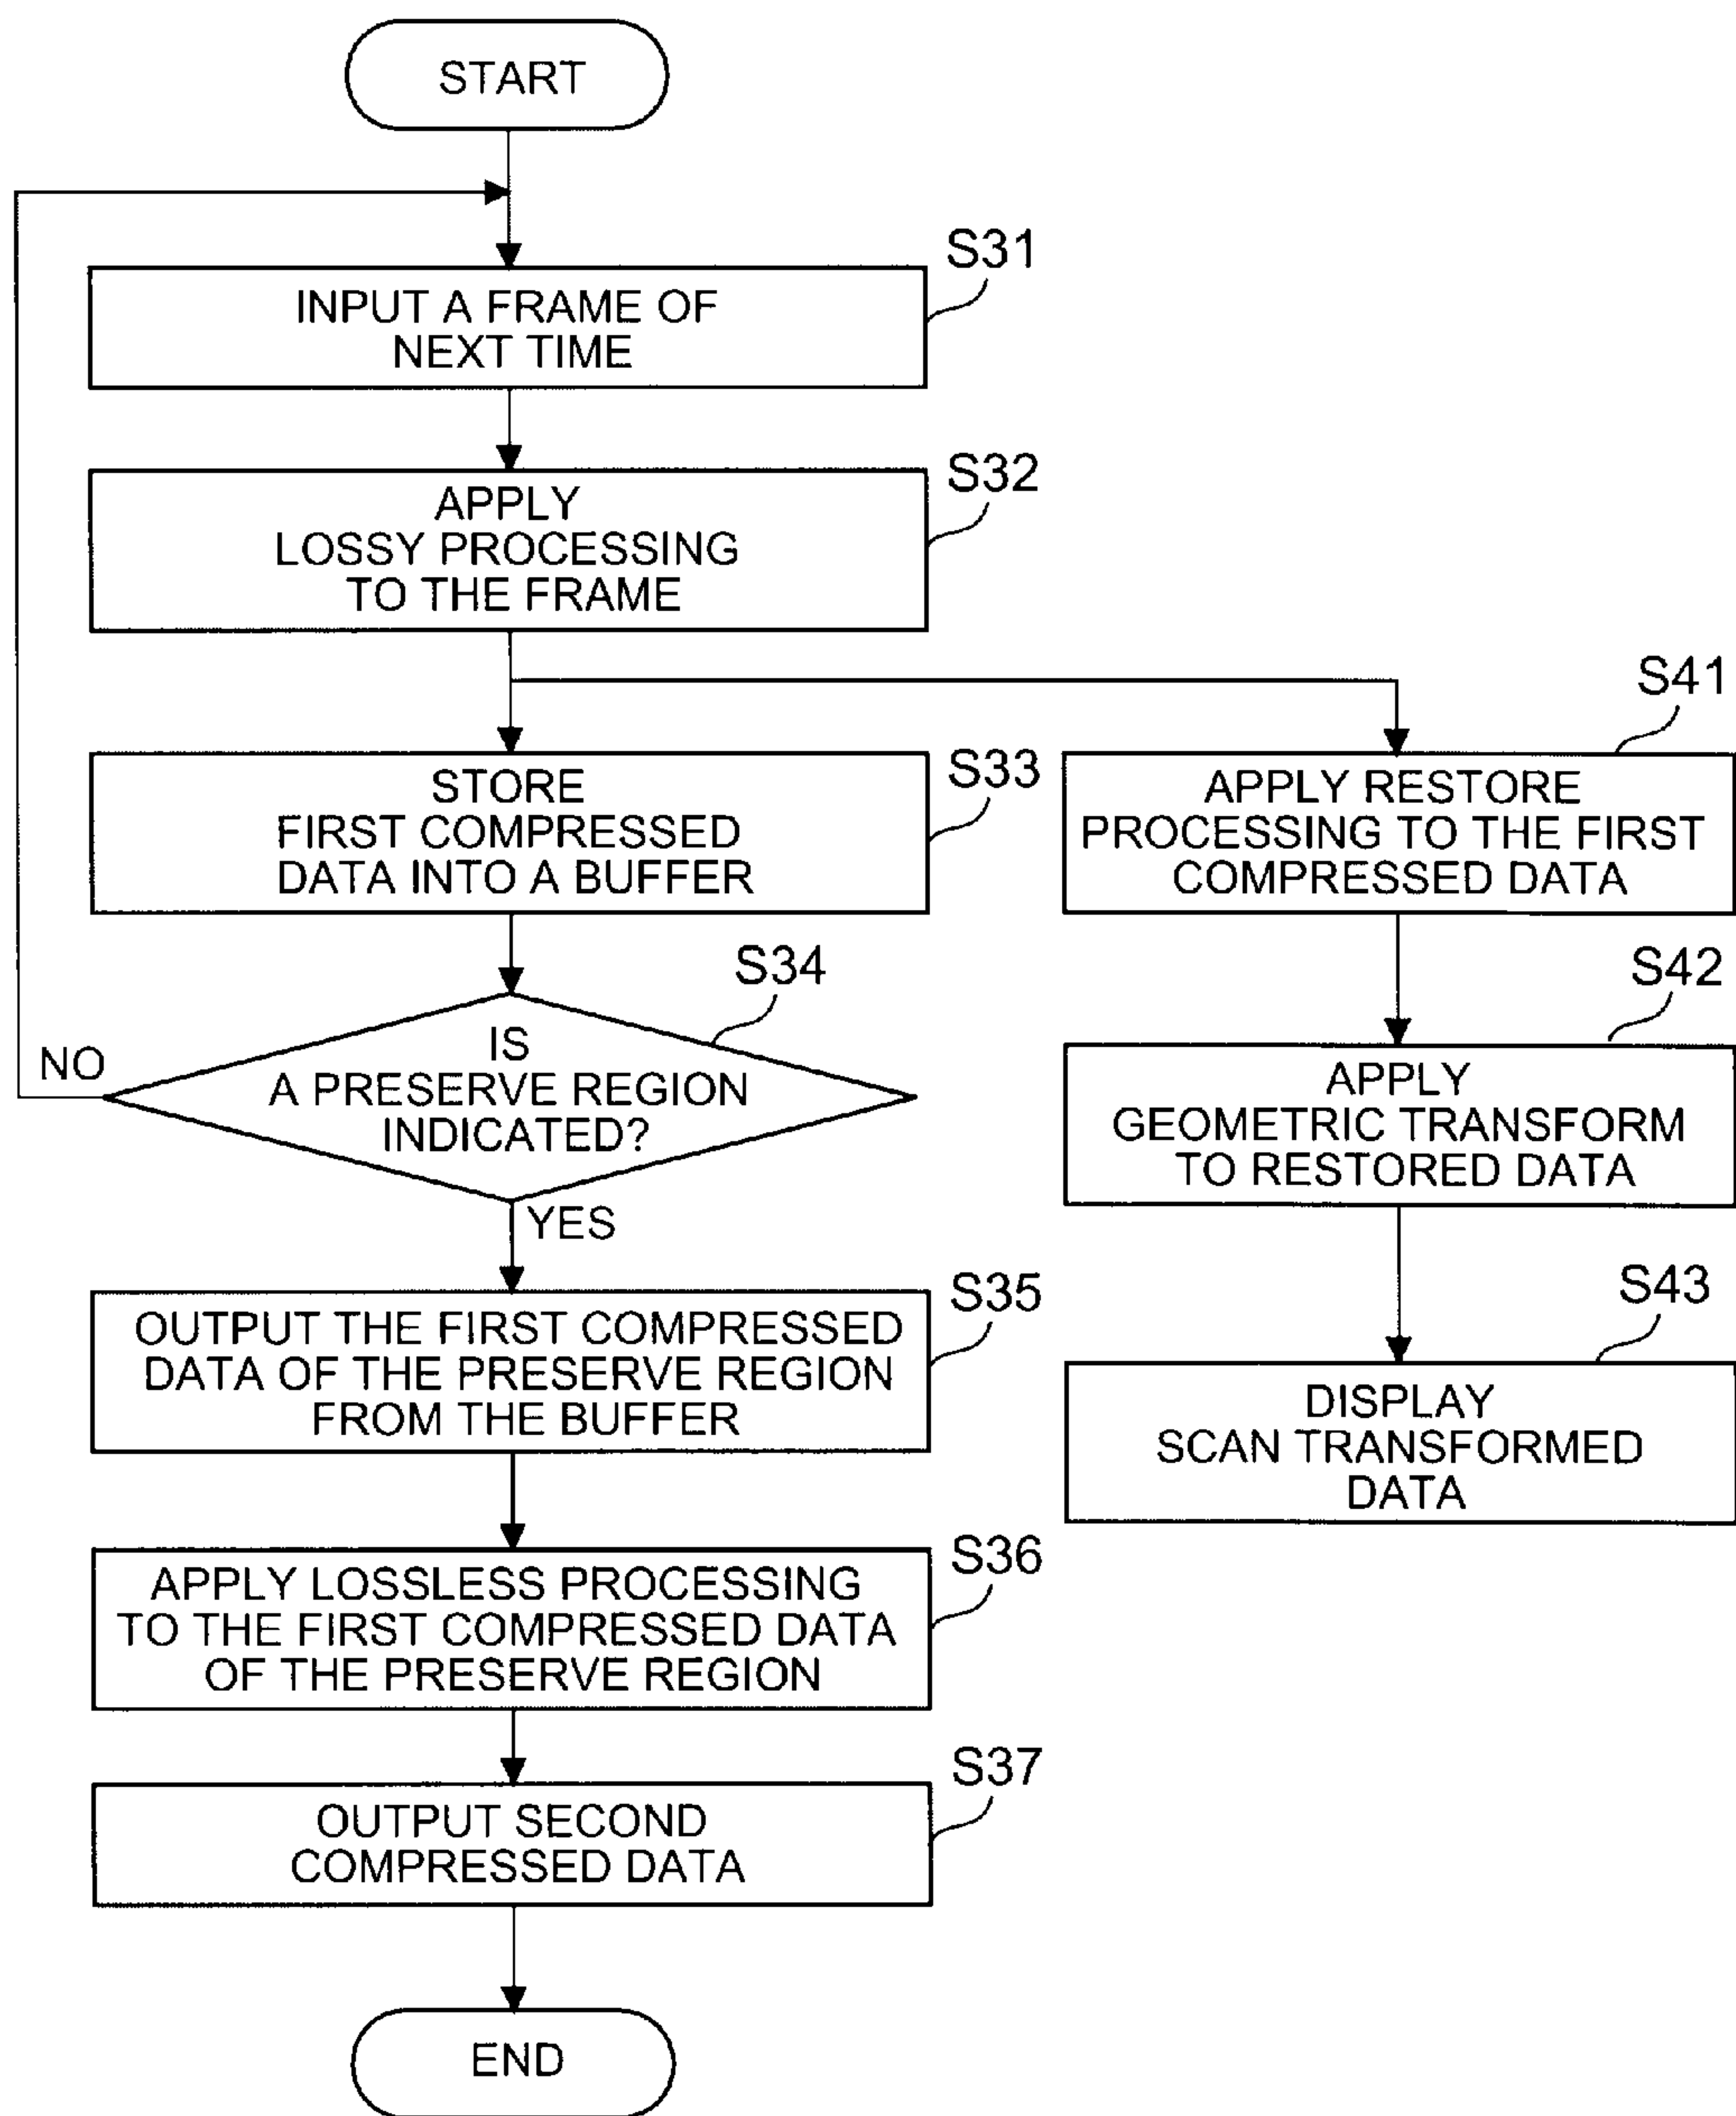 START
S31
INPUT A FRAME OF
NEXT TIME
S32
APPLY
LOSSY PROCESSING
TO THE FRAME
S33
STORE
FIRST COMPRESSED
DATA INTO A BUFFER
S34
IS
A PRESERVE REGION
INDICATED?
NO
YES
S35
OUTPUT THE FIRST COMPRESSED
DATA OF THE PRESERVE REGION
FROM THE BUFFER
S36
APPLY LOSSLESS PROCESSING
TO THE FIRST COMPRESSED DATA
OF THE PRESERVE REGION
S37
OUTPUT SECOND
COMPRESSED DATA
END
S41
APPLY RESTORE
PROCESSING TO THE FIRST
COMPRESSED DATA
S42
APPLY
GEOMETRIC TRANSFORM
TO RESTORED DATA
S43
DISPLAY
SCAN TRANSFORMED
DATA